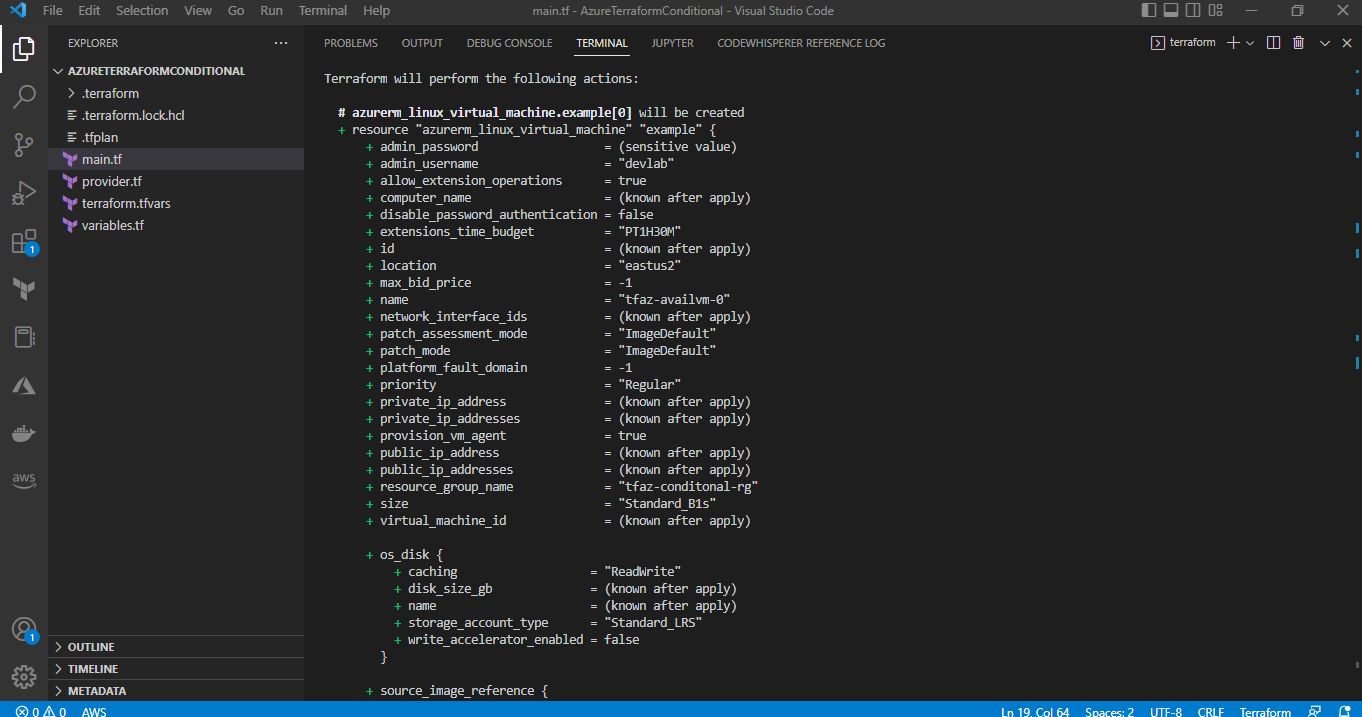 File Edit Selection View Go Run Terminal Help main.tf - AzureTerraformConditional - Visual Studio Code
EXPLORER ...
AZURETERRAFORMCONDITIONAL
.terraform
.terraform.lock.hcl
.tfplan
main.tf
provider.tf
terraform.tfvars
variables.tf
1
aws
1
OUTLINE
TIMELINE
METADATA
PROBLEMS OUTPUT DEBUG CONSOLE TERMINAL JUPYTER CODEWHISPERER REFERENCE LOG terraform
Terraform will perform the following actions:
# azurerm_linux_virtual_machine.example[0] will be created
+ resource "azurerm_linux_virtual_machine" "example" {
+ admin_password = (sensitive value)
+ admin_username = "devlab"
+ allow_extension_operations = true
+ computer_name = (known after apply)
+ disable_password_authentication = false
+ extensions_time_budget = "PT1H30M"
+ id = (known after apply)
+ location = "eastus2"
+ max_bid_price = -1
+ name = "tfaz-availvm-0"
+ network_interface_ids = (known after apply)
+ patch_assessment_mode = "ImageDefault"
+ patch_mode = "ImageDefault"
+ platform_fault_domain = -1
+ priority = "Regular"
+ private_ip_address = (known after apply)
+ private_ip_addresses = (known after apply)
+ provision_vm_agent = true
+ public_ip_address = (known after apply)
+ public_ip_addresses = (known after apply)
+ resource_group_name = "tfaz-conditonal-rg"
+ size = "Standard_B1s"
+ virtual_machine_id = (known after apply)
+ os_disk {
+ caching = "ReadWrite"
+ disk_size_gb = (known after apply)
+ name = (known after apply)
+ storage_account_type = "Standard_LRS"
+ write_accelerator_enabled = false
}
+ source_image_reference {
0 0 AWS Ln 19, Col 64 Spaces: 2 UTF-8 CRLF Terraform